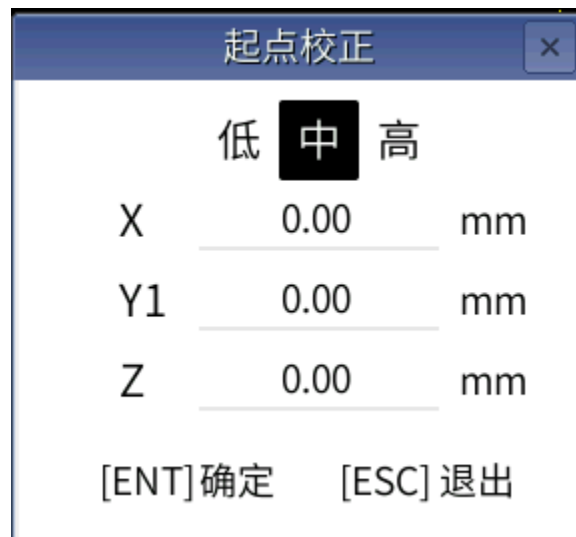 起点校正 ×
低 中 高
X 0.00 mm
Y1 0.00 mm
Z 0.00 mm
[ENT]确定 [ESC]退出